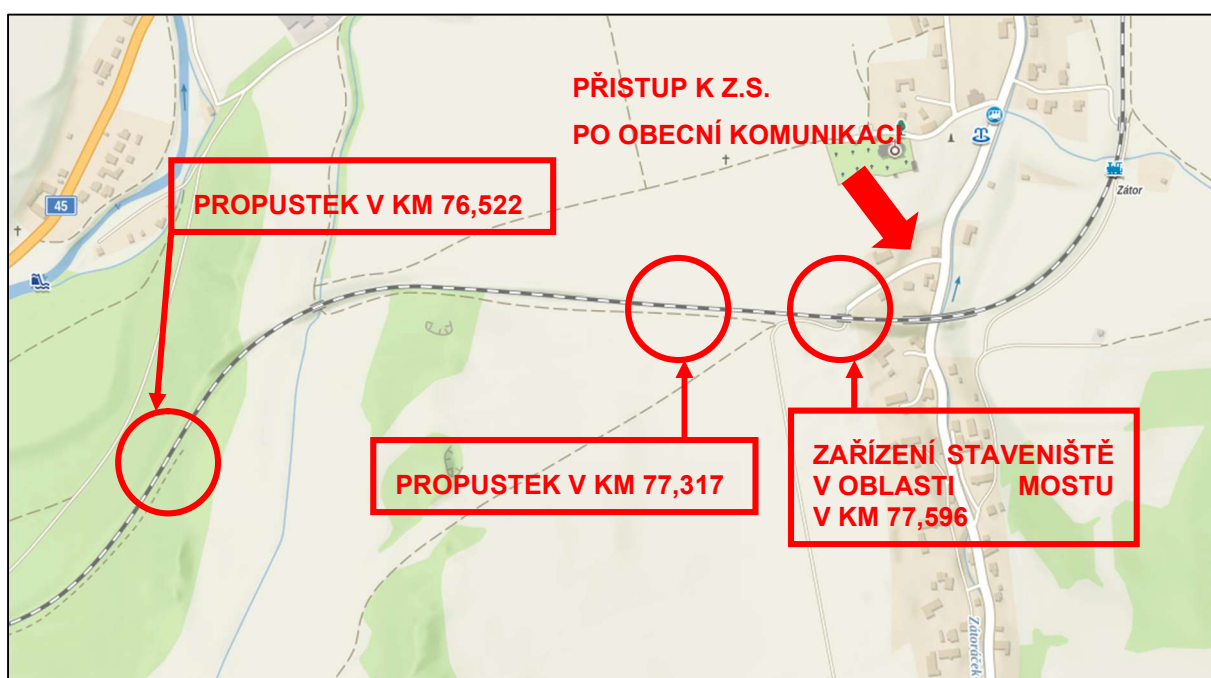 PŘISTUP K Z.S.
PO OBECNÍ KOMUNIKACI
PROPUSTEK V KM 76,522
45
Zátor
PROPUSTEK V KM 77,317
ZAŘÍZENÍ STAVENIŠTĚ
V OBLASTI MOSTU
V KM 77,596
Zátoráček